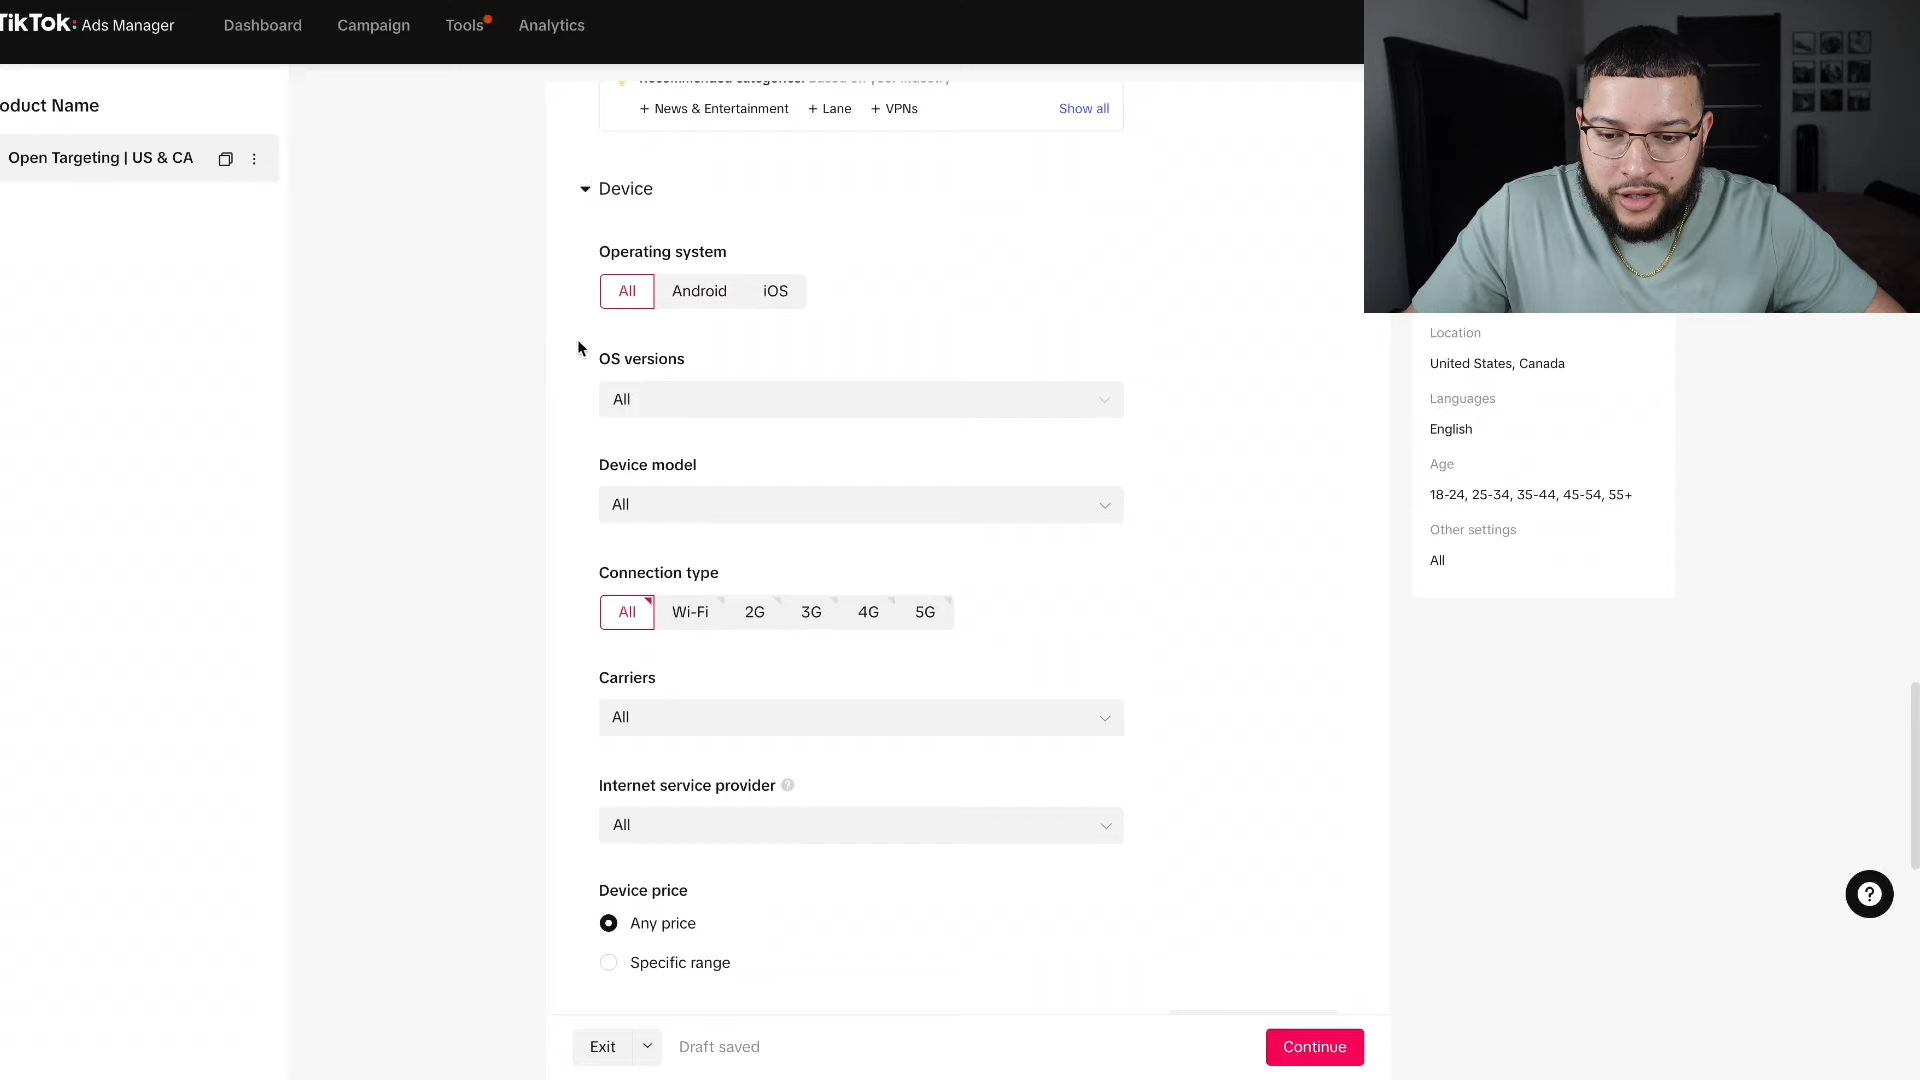 TikTok: Ads Manager
Dashboard
Campaign
Tools
Analytics
oduct Name
Open Targeting | US & CA
+ News & Entertainment + Lane + VPNs
Show all
Device
Operating system
All Android iOS
OS versions
All
Device model
All
Connection type
All Wi-Fi 2G 3G 4G 5G
Carriers
All
Internet service provider ?
All
Device price
Any price
Specific range
Exit
Draft saved
Continue
Location
United States, Canada
Languages
English
Age
18-24, 25-34, 35-44, 45-54, 55+
Other settings
All
?